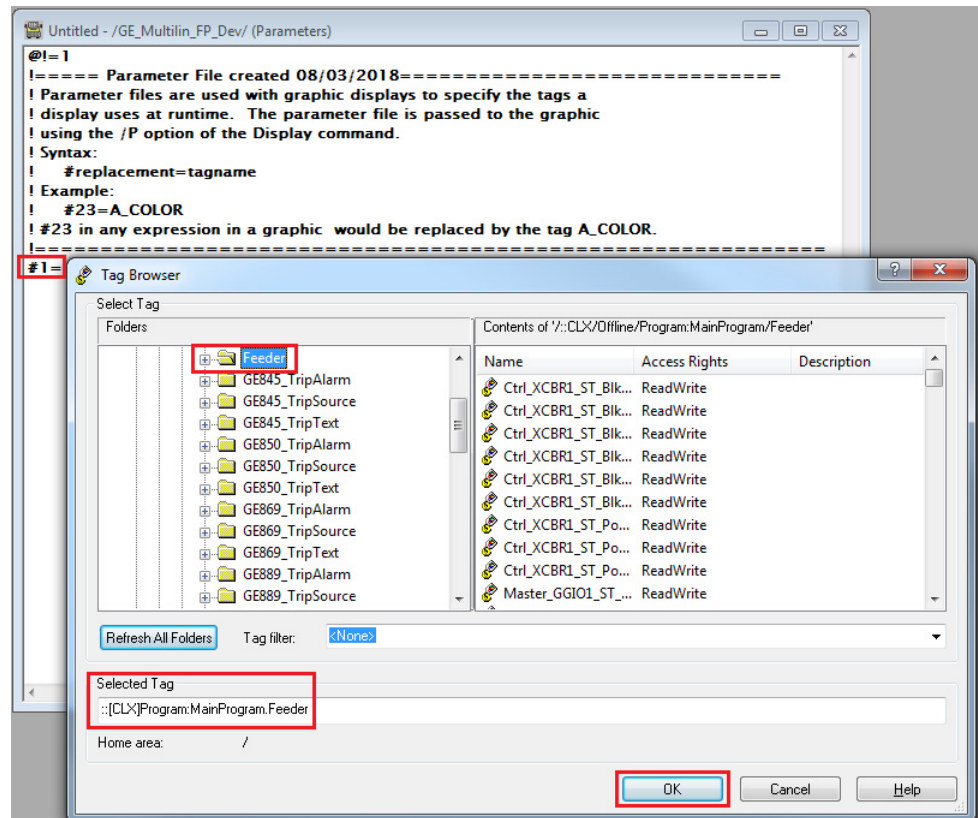 Untitled - /GE_Multilin_FP_Dev/ (Parameters)
@!=1
!===== Parameter File created 08/03/2018==============================
! Parameter files are used with graphic displays to specify the tags a
! display uses at runtime.  The parameter file is passed to the graphic
! using the /P option of the Display command.
! Syntax:
!    #replacement=tagname
! Example:
!    #23=A_COLOR
! #23 in any expression in a graphic  would be replaced by the tag A_COLOR.
!==============================================================
#1=
Tag Browser
Select Tag
Folders
Contents of '/::CLX/Offline/Program:MainProgram/Feeder'
Feeder
GE845_TripAlarm
GE845_TripSource
GE845_TripText
GE850_TripAlarm
GE850_TripSource
GE850_TripText
GE869_TripAlarm
GE869_TripSource
GE869_TripText
GE889_TripAlarm
GE889_TripSource
Name Access Rights Description
Ctrl_XCBR1_ST_Blk... ReadWrite
Ctrl_XCBR1_ST_Blk... ReadWrite
Ctrl_XCBR1_ST_Blk... ReadWrite
Ctrl_XCBR1_ST_Blk... ReadWrite
Ctrl_XCBR1_ST_Blk... ReadWrite
Ctrl_XCBR1_ST_Blk... ReadWrite
Ctrl_XCBR1_ST_Po... ReadWrite
Ctrl_XCBR1_ST_Po... ReadWrite
Ctrl_XCBR1_ST_Po... ReadWrite
Master_GGIO1_ST_... ReadWrite
Refresh All Folders Tag filter: <None>
Selected Tag
::[CLX]Program:MainProgram.Feeder
Home area: /
OK Cancel Help